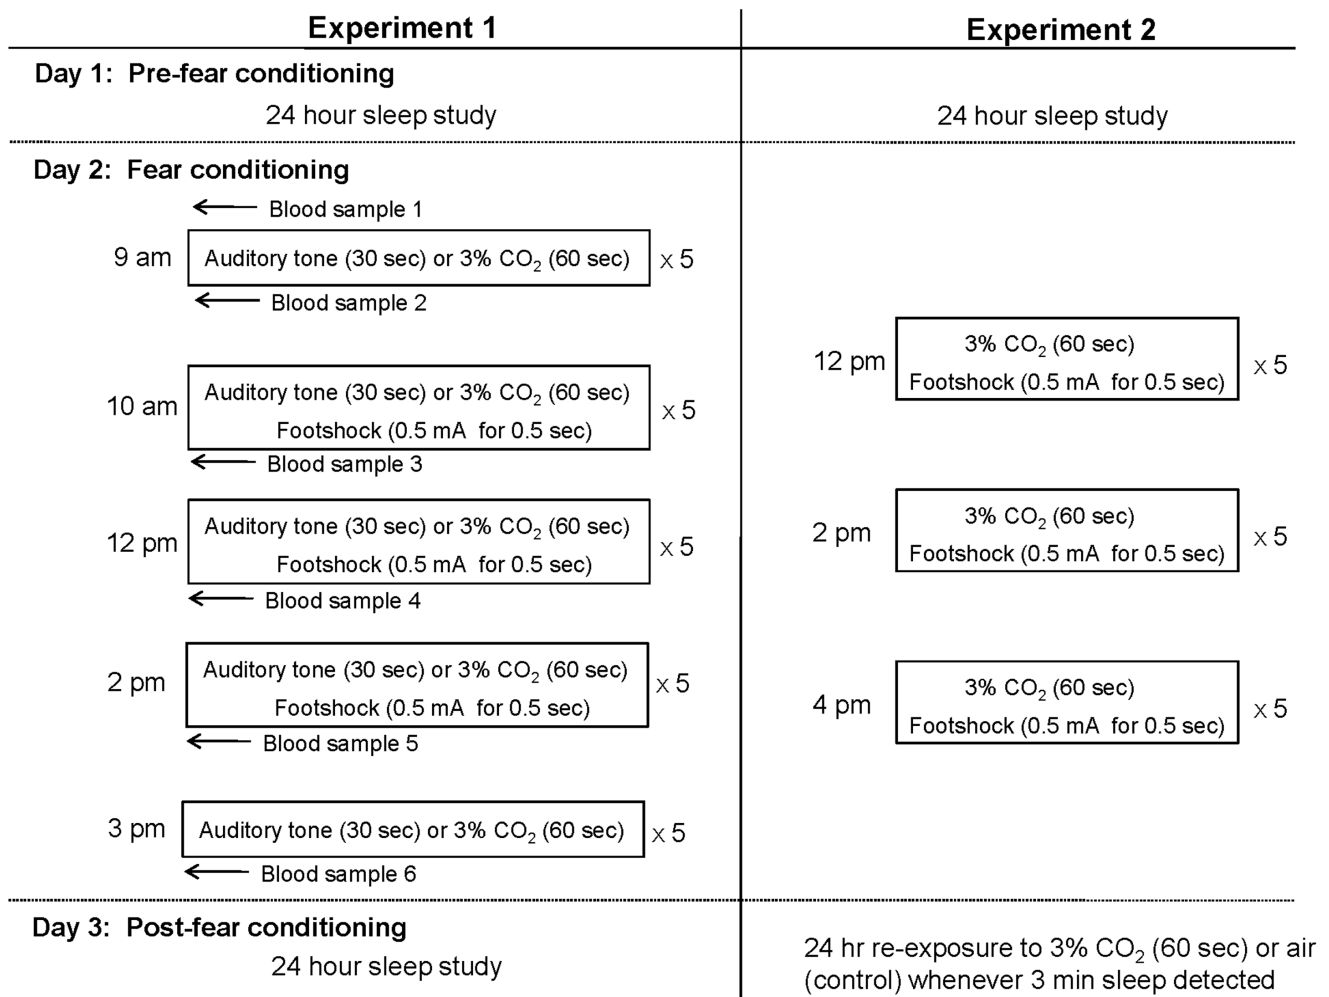 Experiment 1
Experiment 2
Day 1: Pre-fear conditioning
24 hour sleep study
24 hour sleep study
Day 2: Fear conditioning
Blood sample 1
9 am
Auditory tone (30 sec) or 3% CO₂ (60 sec)
x 5
Blood sample 2
10 am
Auditory tone (30 sec) or 3% CO₂ (60 sec)
Footshock (0.5 mA for 0.5 sec)
x 5
Blood sample 3
12 pm
Auditory tone (30 sec) or 3% CO₂ (60 sec)
Footshock (0.5 mA for 0.5 sec)
x 5
Blood sample 4
2 pm
Auditory tone (30 sec) or 3% CO₂ (60 sec)
Footshock (0.5 mA for 0.5 sec)
x 5
Blood sample 5
3 pm
Auditory tone (30 sec) or 3% CO₂ (60 sec)
x 5
Blood sample 6
12 pm
3% CO₂ (60 sec)
Footshock (0.5 mA for 0.5 sec)
x 5
2 pm
3% CO₂ (60 sec)
Footshock (0.5 mA for 0.5 sec)
x 5
4 pm
3% CO₂ (60 sec)
Footshock (0.5 mA for 0.5 sec)
x 5
Day 3: Post-fear conditioning
24 hour sleep study
24 hr re-exposure to 3% CO₂ (60 sec) or air
(control) whenever 3 min sleep detected